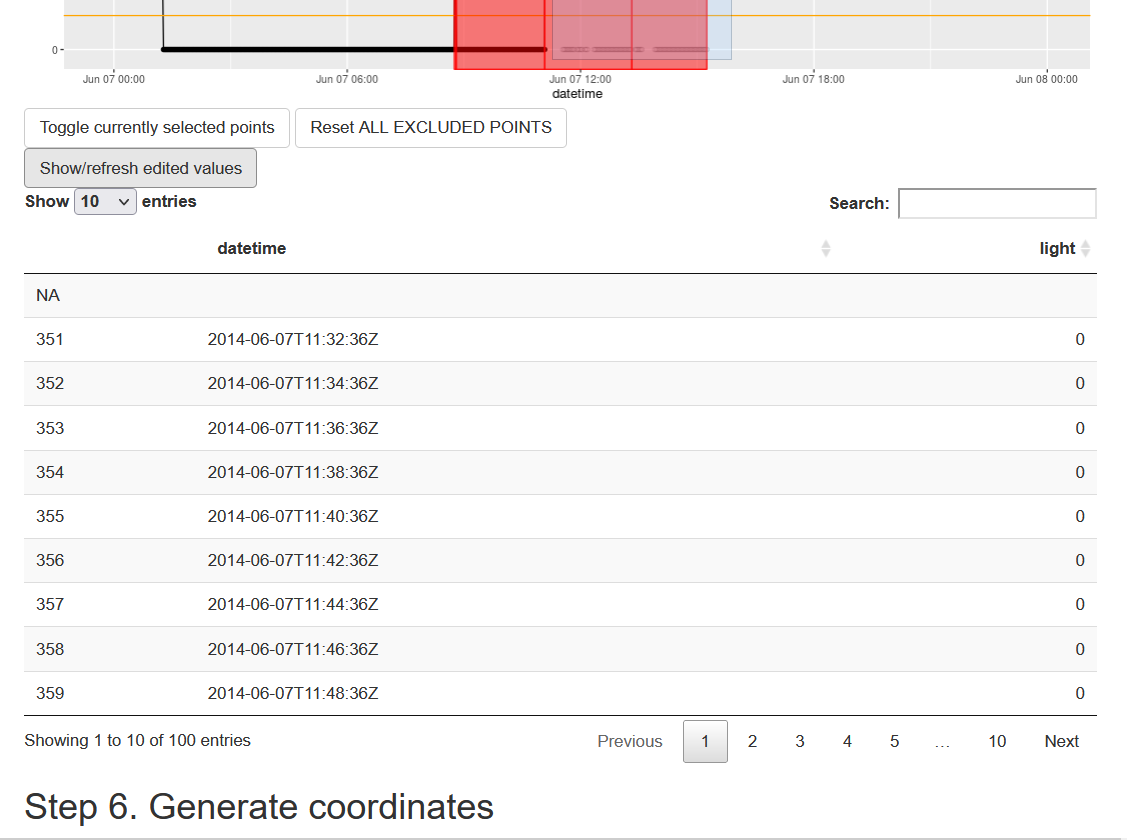 0
Jun 07 00:00 Jun 07 06:00 Jun 07 12:00 Jun 07 18:00 Jun 08 00:00
datetime
Toggle currently selected points Reset ALL EXCLUDED POINTS
Show/refresh edited values
Show 10 entries Search:
datetime light
NA
351 2014-06-07T11:32:36Z 0
352 2014-06-07T11:34:36Z 0
353 2014-06-07T11:36:36Z 0
354 2014-06-07T11:38:36Z 0
355 2014-06-07T11:40:36Z 0
356 2014-06-07T11:42:36Z 0
357 2014-06-07T11:44:36Z 0
358 2014-06-07T11:46:36Z 0
359 2014-06-07T11:48:36Z 0
Showing 1 to 10 of 100 entries Previous 1 2 3 4 5 … 10 Next
Step 6. Generate coordinates